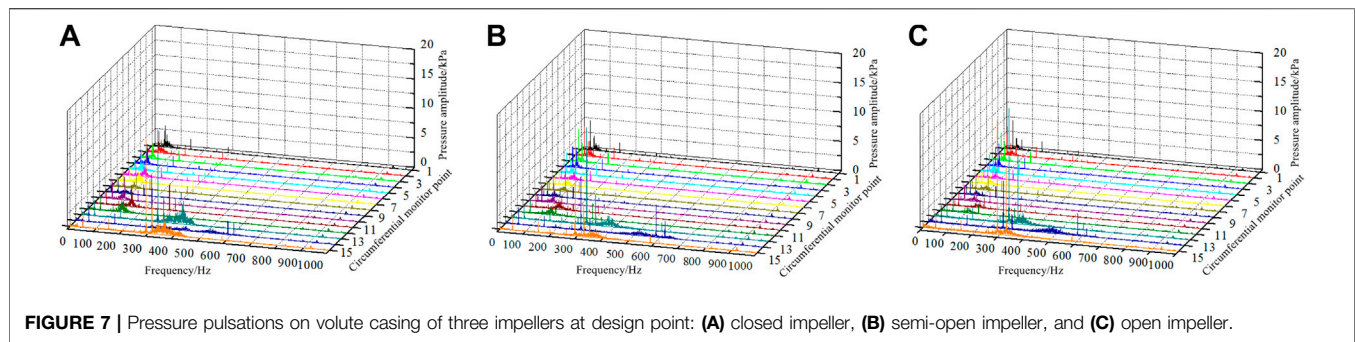 A
B
C
20
15
10
5
0
Pressure amplitude/kPa
1
3
5
7
9
11
13
15
Circumferential monitor point
0 100 200 300 400 500 600 700 800 900 1000
Frequency/Hz
20
15
10
5
0
Pressure amplitude/kPa
1
3
5
7
9
11
13
15
Circumferential monitor point
0 100 200 300 400 500 600 700 800 900 1000
Frequency/Hz
20
15
10
5
0
Pressure amplitude/kPa
1
3
5
7
9
11
13
15
Circumferential monitor point
0 100 200 300 400 500 600 700 800 900 1000
Frequency/Hz
FIGURE 7 | Pressure pulsations on volute casing of three impellers at design point: (A) closed impeller, (B) semi-open impeller, and (C) open impeller.